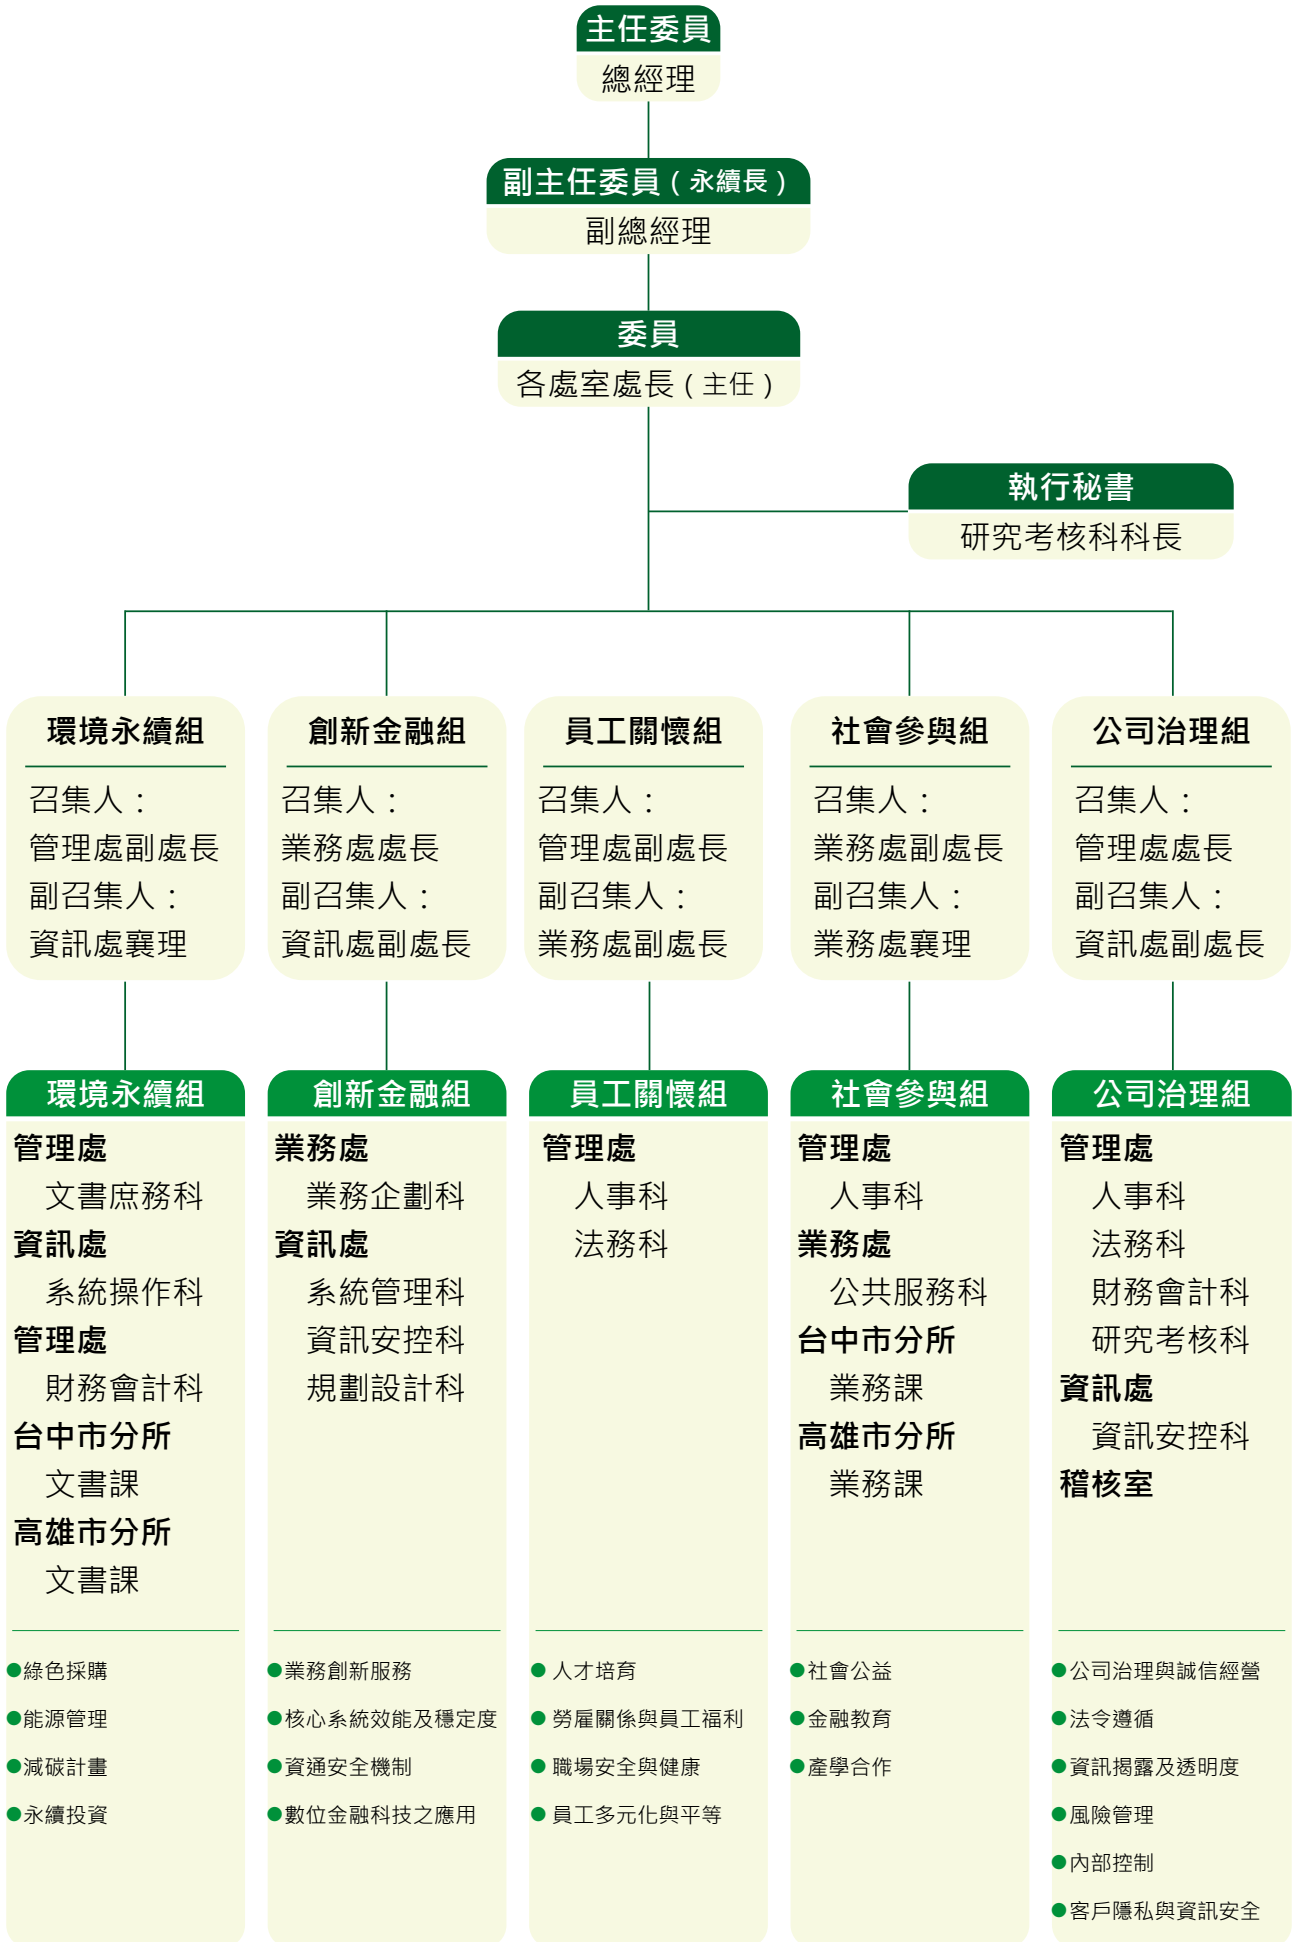 主任委員
總經理
副主任委員(永續長)
副總經理
委員
各處室處長(主任)
執行秘書
研究考核科科長
環境永續組
召集人:
管理處副處長
副召集人:
資訊處襄理
創新金融組
召集人:
業務處處長
副召集人:
資訊處副處長
員工關懷組
召集人:
管理處副處長
副召集人:
業務處副處長
社會參與組
召集人:
業務處副處長
副召集人:
業務處襄理
公司治理組
召集人:
管理處處長
副召集人:
資訊處副處長
環境永續組
管理處
文書庶務科
資訊處
系統操作科
管理處
財務會計科
台中市分所
文書課
高雄市分所
文書課
●綠色採購
●能源管理
●減碳計畫
●永續投資
創新金融組
業務處
業務企劃科
資訊處
系統管理科
資訊安控科
規劃設計科
●業務創新服務
●核心系統效能及穩定度
●資通安全機制
●數位金融科技之應用
員工關懷組
管理處
人事科
法務科
●人才培育
●勞雇關係與員工福利
●職場安全與健康
●員工多元化與平等
社會參與組
管理處
人事科
業務處
公共服務科
台中市分所
業務課
高雄市分所
業務課
●社會公益
●金融教育
●產學合作
公司治理組
管理處
人事科
法務科
財務會計科
研究考核科
資訊處
資訊安控科
稽核室
●公司治理與誠信經營
●法令遵循
●資訊揭露及透明度
●風險管理
●內部控制
●客戶隱私與資訊安全